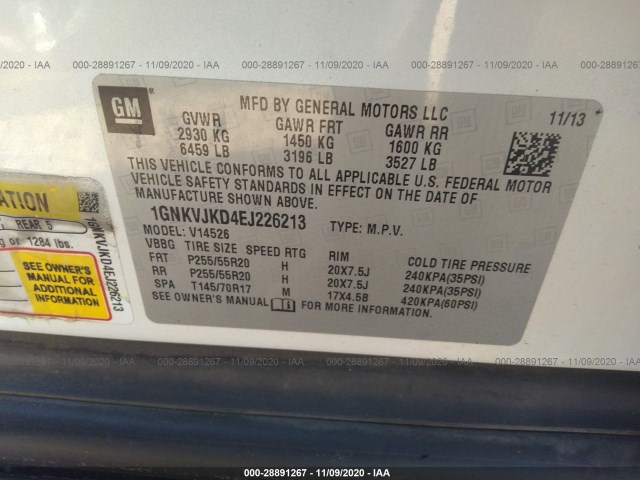 000-28891267 - 11/09/2020 - IAA
GM
MFD BY GENERAL MOTORS LLC
11/13
GVWR GAWR FRT GAWR RR
2930 KG 1450 KG 1600 KG
6459 LB 3196 LB 3527 LB
THIS VEHICLE CONFORMS TO ALL APPLICABLE U.S. FEDERAL MOTOR
VEHICLE SAFETY STANDARDS IN EFFECT ON THE DATE OF
MANUFACTURE SHOWN ABOVE.
1GNKVJKD4EJ226213 TYPE: M.P.V.
MODEL: V14526
VBBG TIRE SIZE SPEED RTG RIM COLD TIRE PRESSURE
FRT P255/55R20 H 20X7.5J 240KPA(35PSI)
RR P255/55R20 H 20X7.5J 240KPA(35PSI)
SPA T145/70R17 M 17X4.5B 420KPA(60PSI)
SEE OWNER'S MANUAL FOR MORE INFORMATION.
REAR 5
or 1284 lbs.
SEE OWNER'S
MANUAL FOR
ADDITIONAL
INFORMATION
1GNKVJKD4EJ226213
000-28891267 - 11/09/2020 - IAA